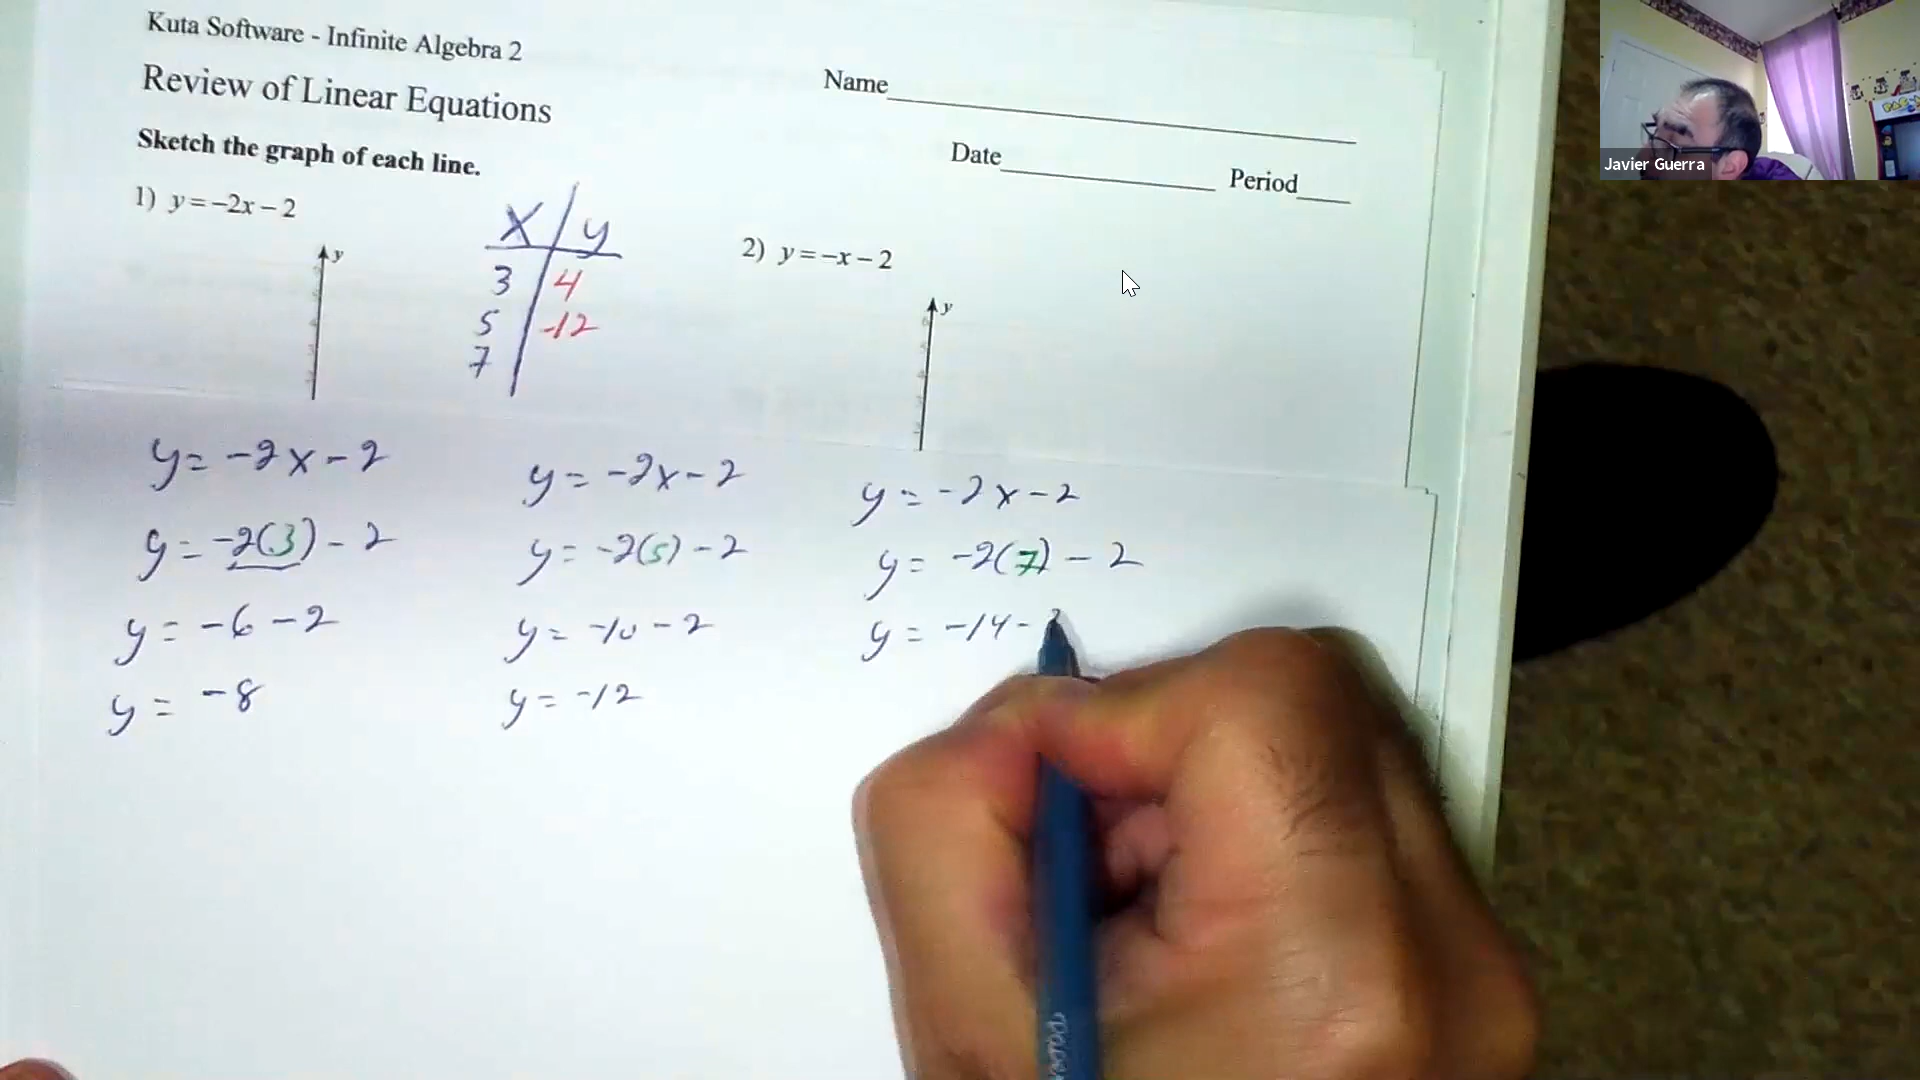 Kuta Software - Infinite Algebra 2
Name
Review of Linear Equations
Date Period
Sketch the graph of each line.
1) y = −2x − 2
2) y = −x − 2
x y
3 4
5 -12
7
y
y
y = -2x - 2
y = -2(3) - 2
y = -6 - 2
y = -8
y = -2x - 2
y = -2(5) - 2
y = -10 - 2
y = -12
y = -2x - 2
y = -2(7) - 2
y = -14 -
Javier Guerra